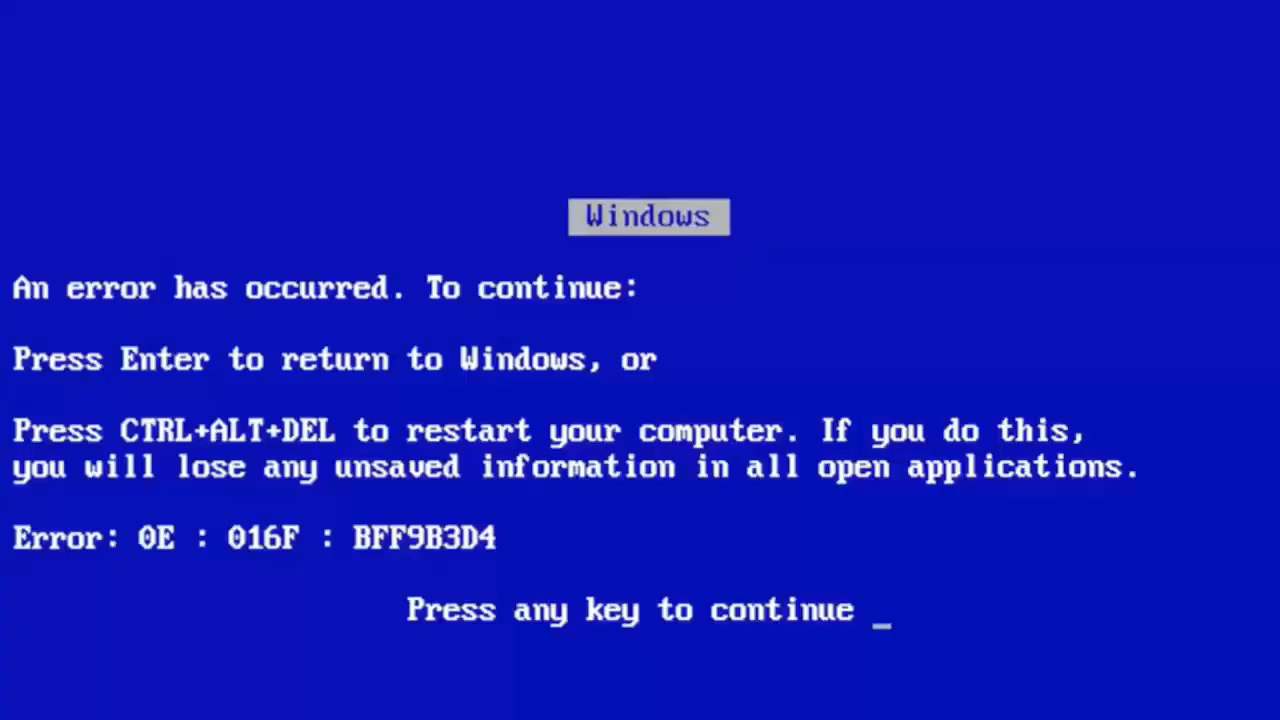 Windows
An error has occurred. To continue:
Press Enter to return to Windows, or
Press CTRL+ALT+DEL to restart your computer. If you do this,
you will lose any unsaved information in all open applications.
Error: 0E : 016F : BFF9B3D4
Press any key to continue _